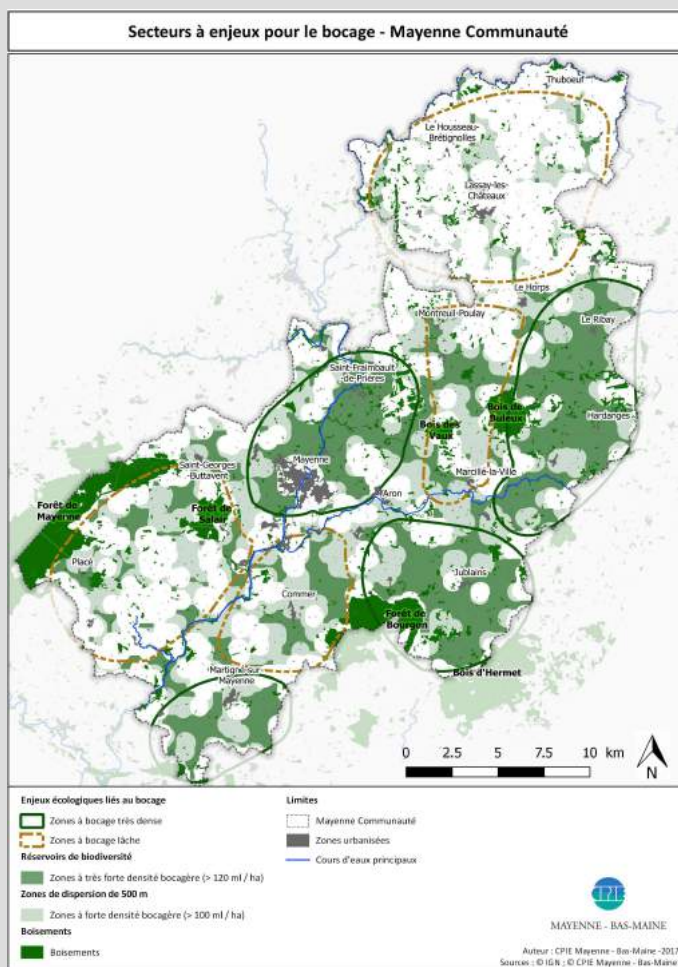 Secteurs à enjeux pour le bocage - Mayenne Communauté
Thuboeuf
Le Housseau-
Brétignolles
Lassay-les-
Châteaux
Le Horps
Montreuil-Poulay
Le Ribay
Saint-Fraimbault
-de-Prières
Bois de
Buleux
Hardanges
Bois des
Vaux
Mayenne
Saint-Georges
-Buttavent
Marcillé-la-Ville
Aron
Forêt de
Mayenne
Forêt de
Salair
Placé
Jublains
Commer
Forêt de
Bourgon
Martigné-sur-
Mayenne
Bois d'Hermet
0 2.5 5 7.5 10 km
N
Enjeux écologiques liés au bocage
Zones à bocage très dense
Zones à bocage lâche
Réservoirs de biodiversité
Zones à très forte densité bocagère (> 120 ml / ha)
Zones de dispersion de 500 m
Zones à forte densité bocagère (> 100 ml / ha)
Boisements
Boisements
Limites
Mayenne Communauté
Zones urbanisées
Cours d'eaux principaux
CPIE
MAYENNE - BAS-MAINE
Auteur : CPIE Mayenne - Bas-Maine -2017
Sources : © IGN ; © CPIE Mayenne - Bas-Maine